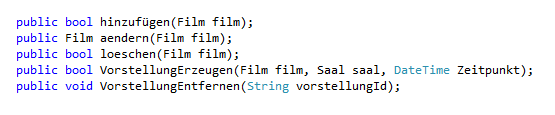 public bool hinzufügen(Film film);
public Film aendern(Film film);
public bool loeschen(Film film);
public bool VorstellungErzeugen(Film film, Saal saal, DateTime Zeitpunkt);
public void VorstellungEntfernen(String vorstellungId);